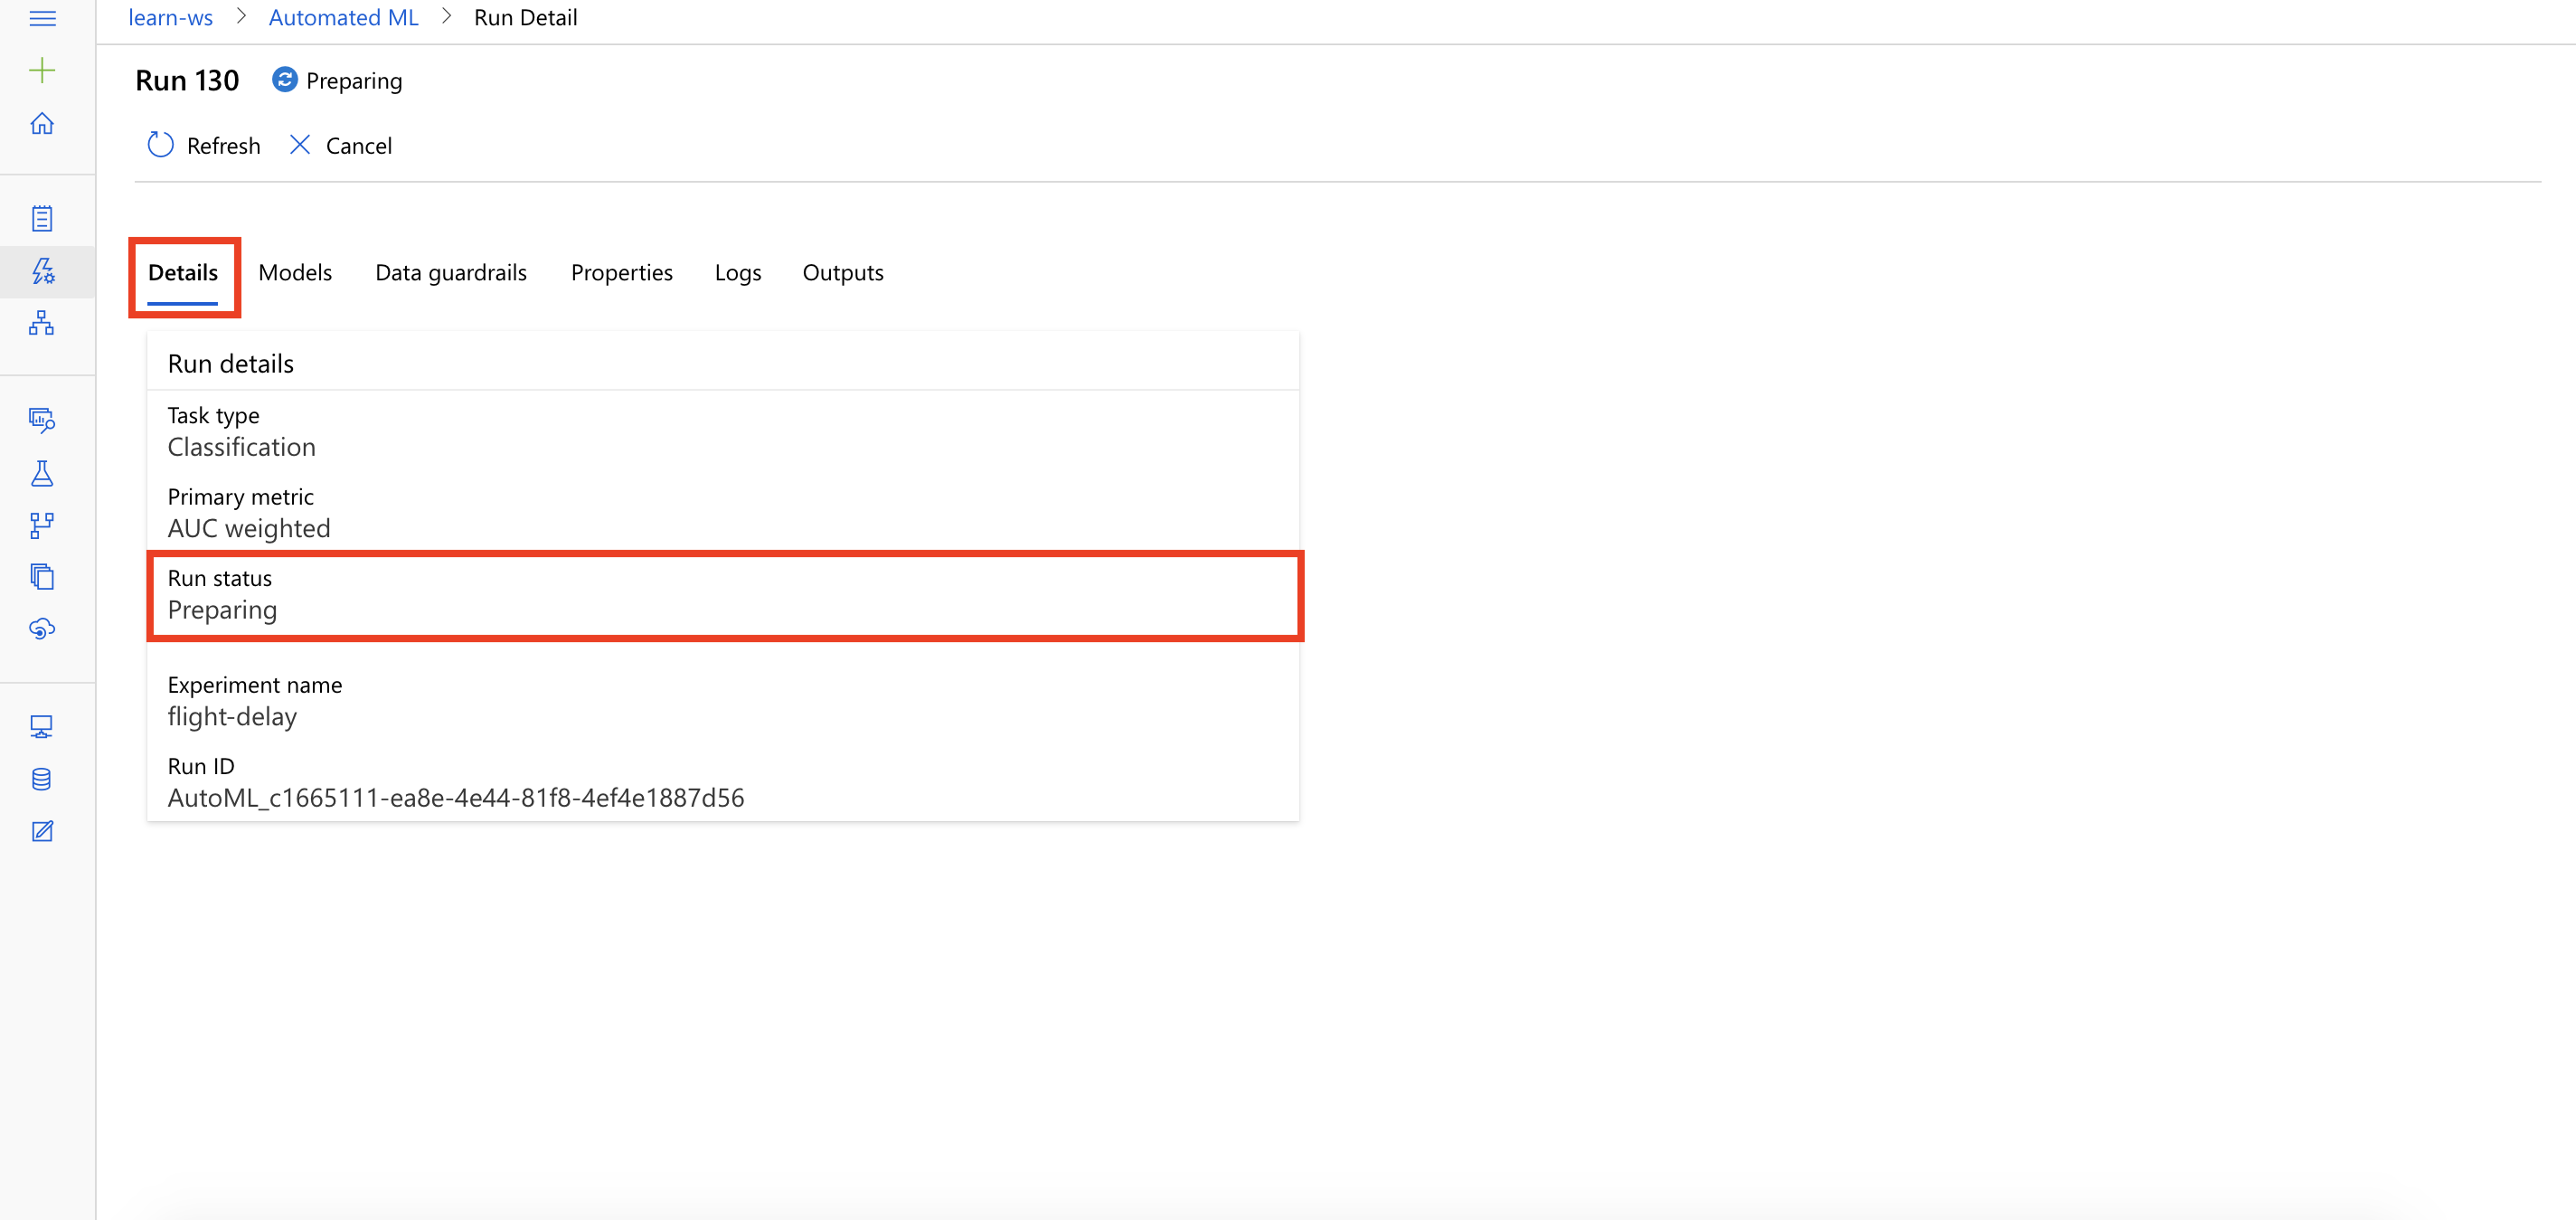 learn-ws > Automated ML > Run Detail
Run 130 Preparing
Refresh Cancel
Details Models Data guardrails Properties Logs Outputs
Run details
Task type
Classification
Primary metric
AUC weighted
Run status
Preparing
Experiment name
flight-delay
Run ID
AutoML_c1665111-ea8e-4e44-81f8-4ef4e1887d56